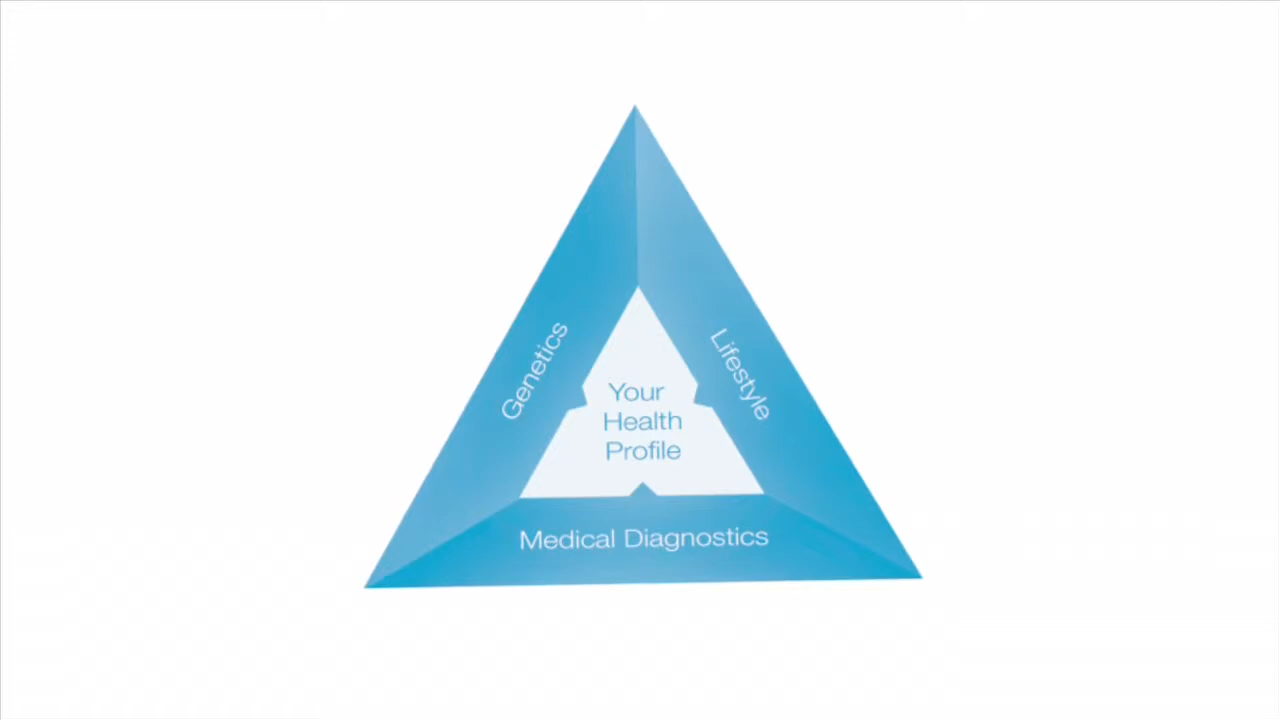 Genetics
Lifestyle
Your
Health
Profile
Medical Diagnostics